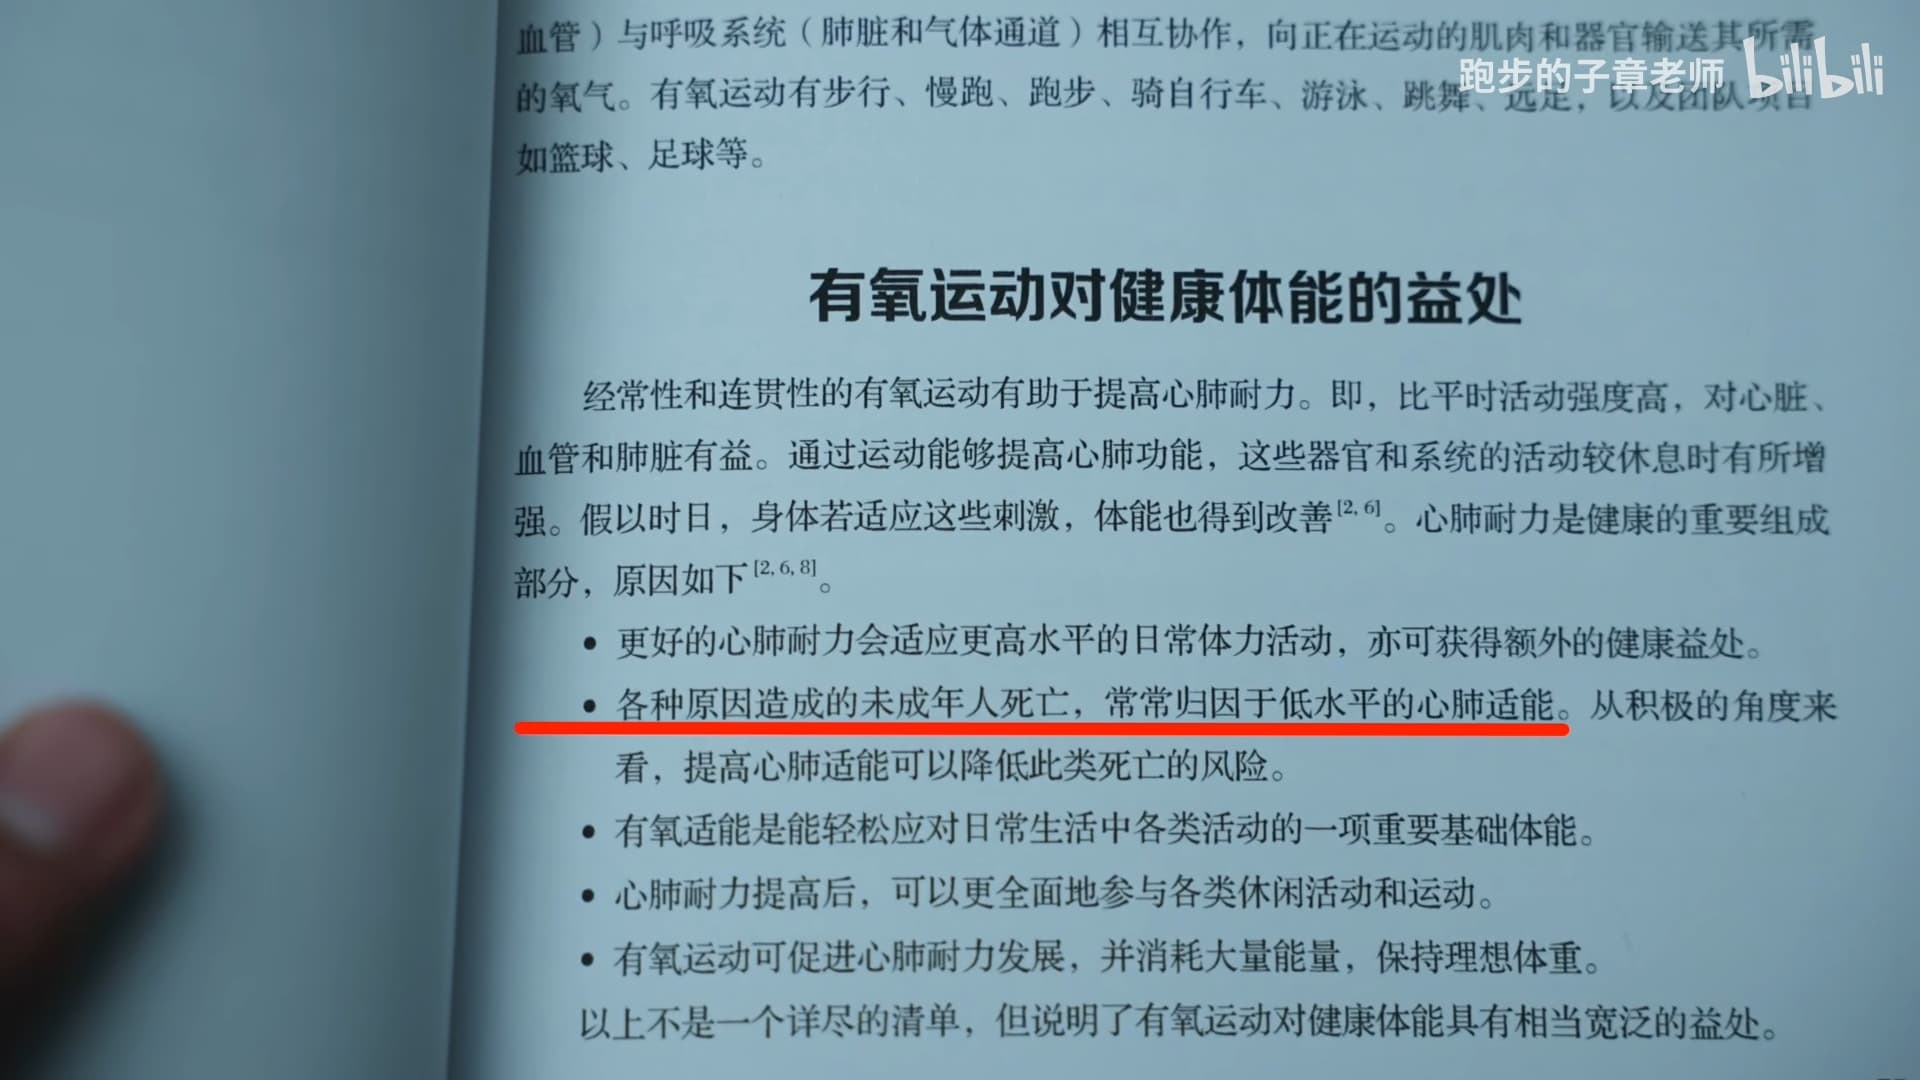 血管）与呼吸系统（肺脏和气体通道）相互协作，向正在运动的肌肉和器官输送其所需
跑步的子章老师 bilibili
的氧气。有氧运动有步行、慢跑、跑步、骑自行车、游泳、跳舞、远足，以及团队项目
如篮球、足球等。
有氧运动对健康体能的益处
经常性和连贯性的有氧运动有助于提高心肺耐力。即，比平时活动强度高，对心脏、
血管和肺脏有益。通过运动能够提高心肺功能，这些器官和系统的活动较休息时有所增
强。假以时日，身体若适应这些刺激，体能也得到改善[2, 6]。心肺耐力是健康的重要组成
部分，原因如下[2, 6, 8]。
• 更好的心肺耐力会适应更高水平的日常体力活动，亦可获得额外的健康益处。
• 各种原因造成的未成年人死亡，常常归因于低水平的心肺适能。从积极的角度来
看，提高心肺适能可以降低此类死亡的风险。
• 有氧适能是能轻松应对日常生活中各类活动的一项重要基础体能。
• 心肺耐力提高后，可以更全面地参与各类休闲活动和运动。
• 有氧运动可促进心肺耐力发展，并消耗大量能量，保持理想体重。
以上不是一个详尽的清单，但说明了有氧运动对健康体能具有相当宽泛的益处。